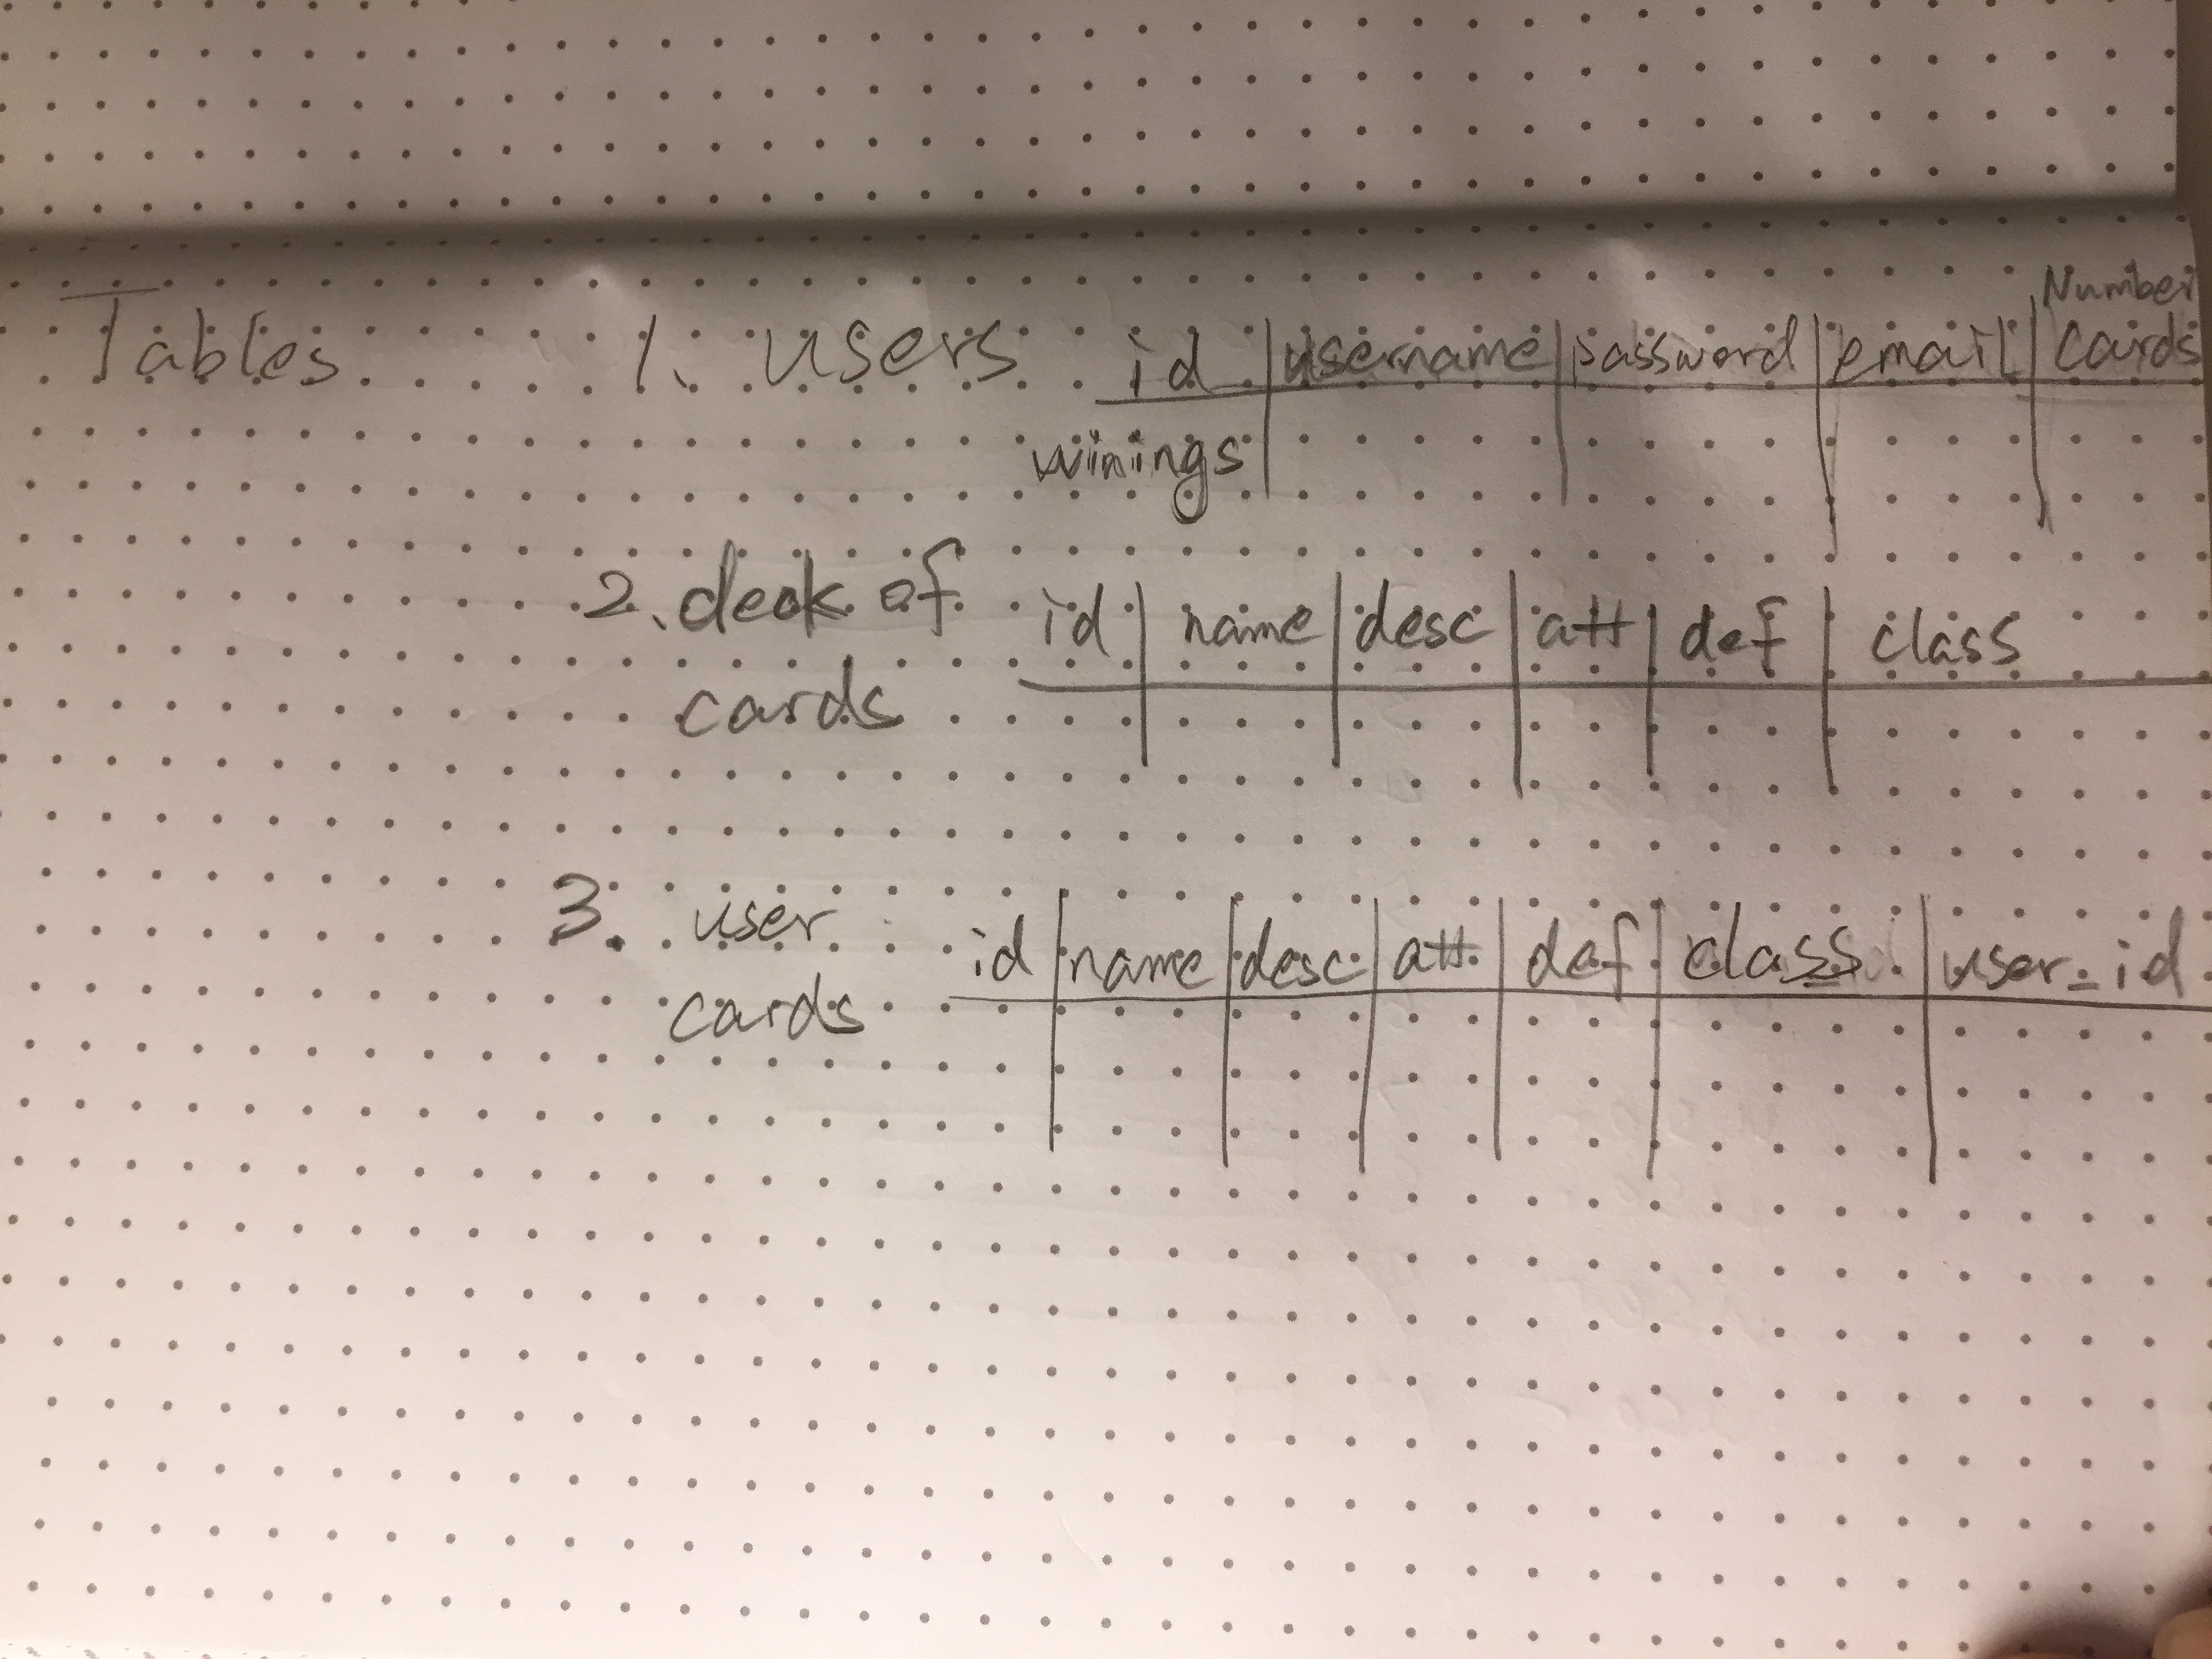 Tables 1. users id username password email Number cards
winings
2. deck of cards id name desc att def class
3. user cards id name desc att def class user_id